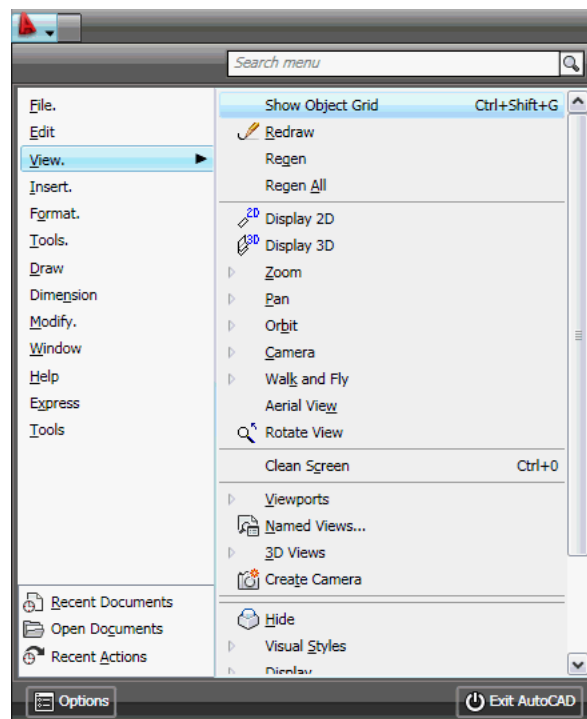 Search menu
File.
Edit
View.
Insert.
Format.
Tools.
Draw
Dimension
Modify.
Window
Help
Express
Tools
Recent Documents
Open Documents
Recent Actions
Show Object Grid Ctrl+Shift+G
Redraw
Regen
Regen All
2D Display 2D
3D Display 3D
Zoom
Pan
Orbit
Camera
Walk and Fly
Aerial View
Rotate View
Clean Screen Ctrl+0
Viewports
Named Views...
3D Views
Create Camera
Hide
Visual Styles
Display
Options
Exit AutoCAD